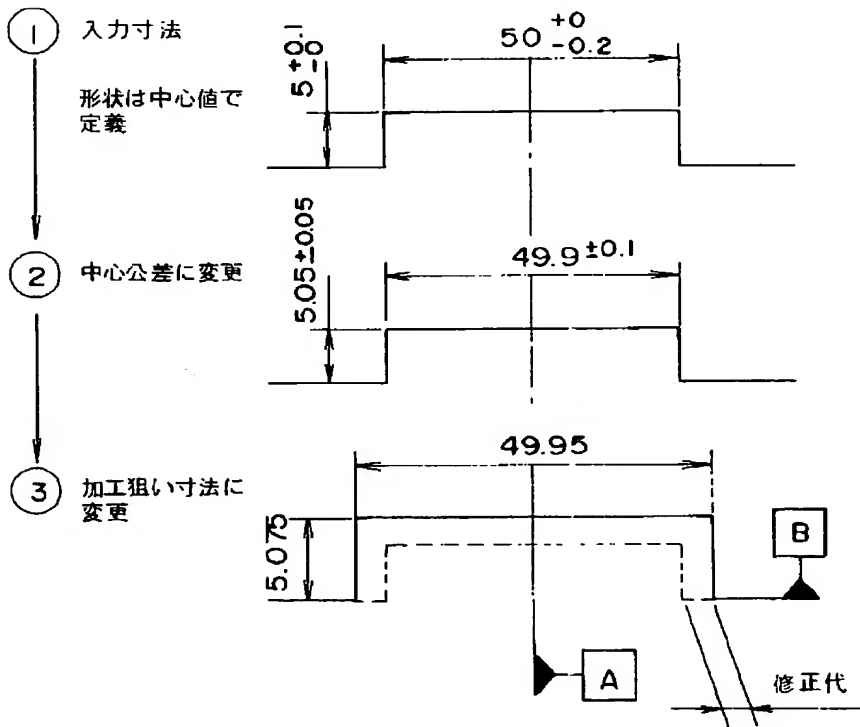 1 入力寸法
形状は中心値で
定義
50 +0 -0.2
5 +0.1 -0
2 中心公差に変更
49.9±0.1
5.05±0.05
3 加工狙い寸法に
変更
49.95
5.075
B
A
修正代